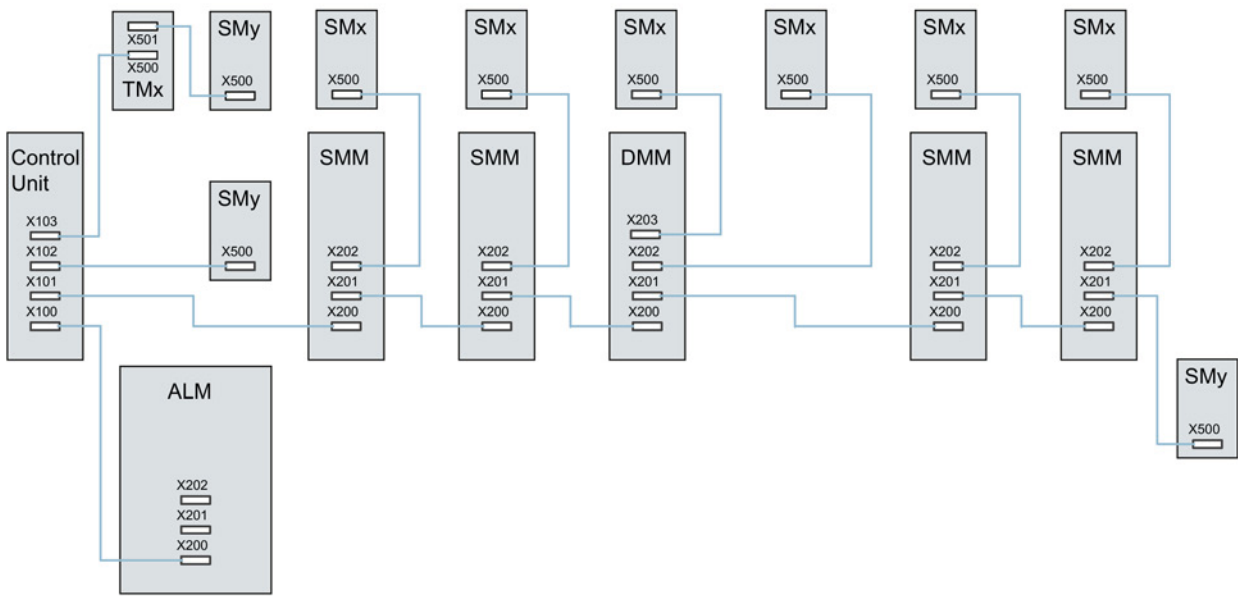 X501
X500
TMx
SMy
X500
SMx
X500
SMx
X500
SMx
X500
SMx
X500
SMx
X500
SMx
X500
Control
Unit
X103
X102
X101
X100
SMy
X500
SMM
X202
X201
X200
SMM
X202
X201
X200
DMM
X203
X202
X201
X200
SMM
X202
X201
X200
SMM
X202
X201
X200
ALM
X202
X201
X200
SMy
X500